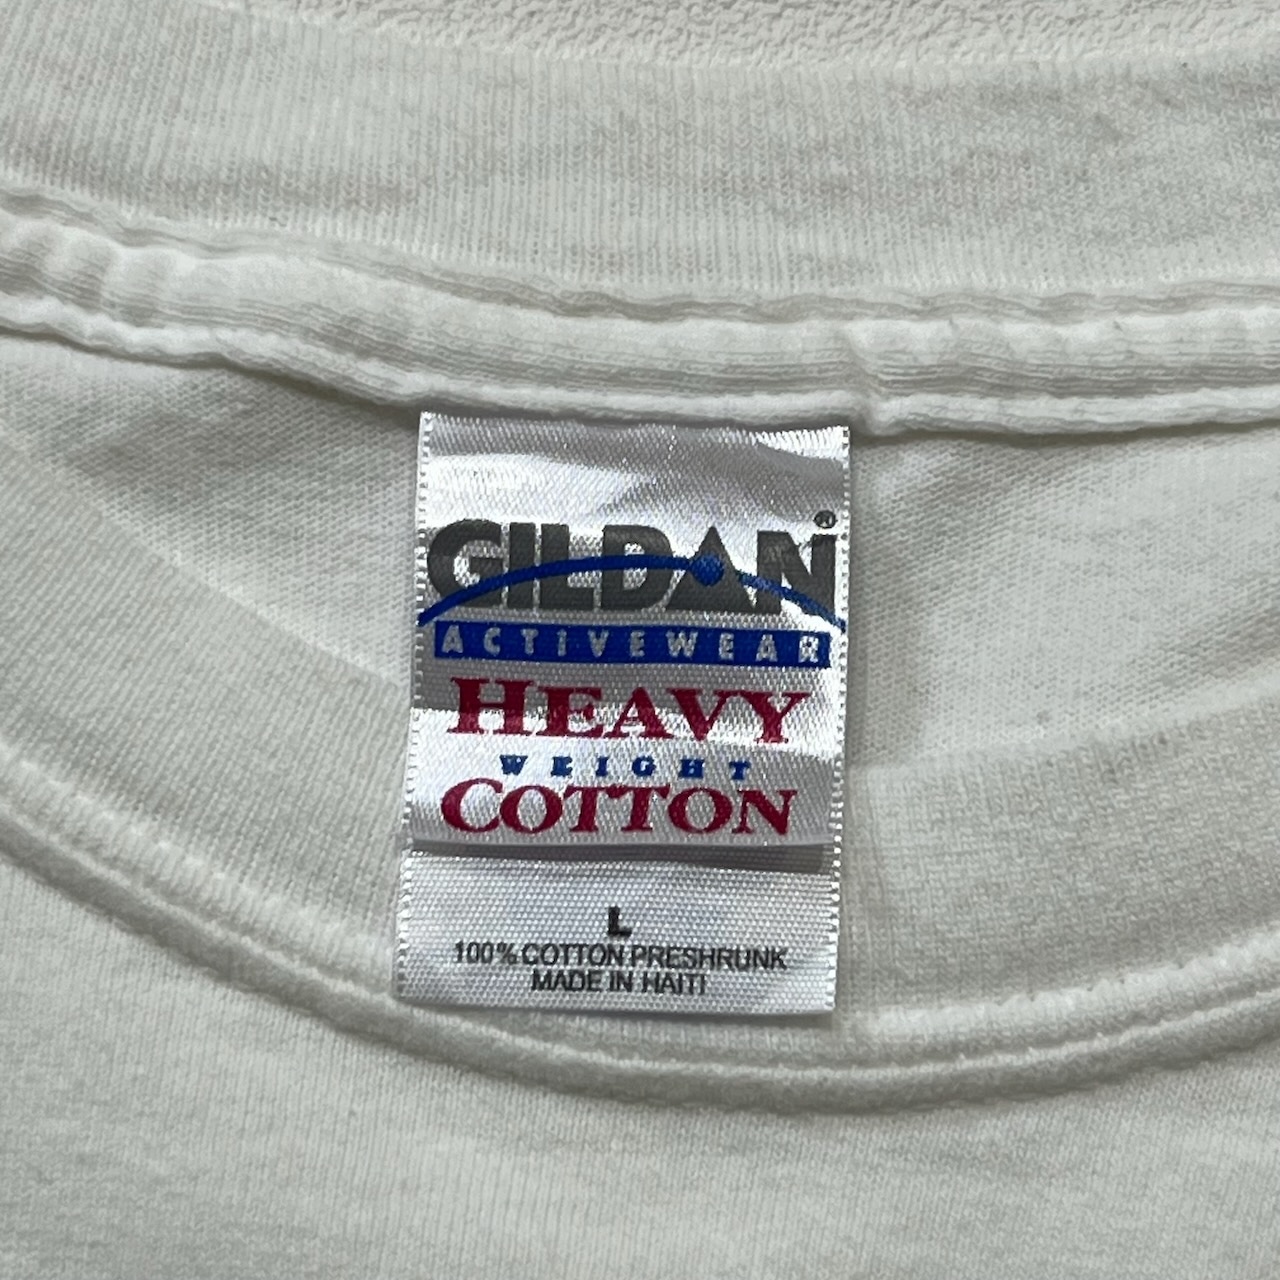 GILDAN®
ACTIVEWEAR
HEAVY
WEIGHT
COTTON
L
100% COTTON PRESHRUNK
MADE IN HAITI